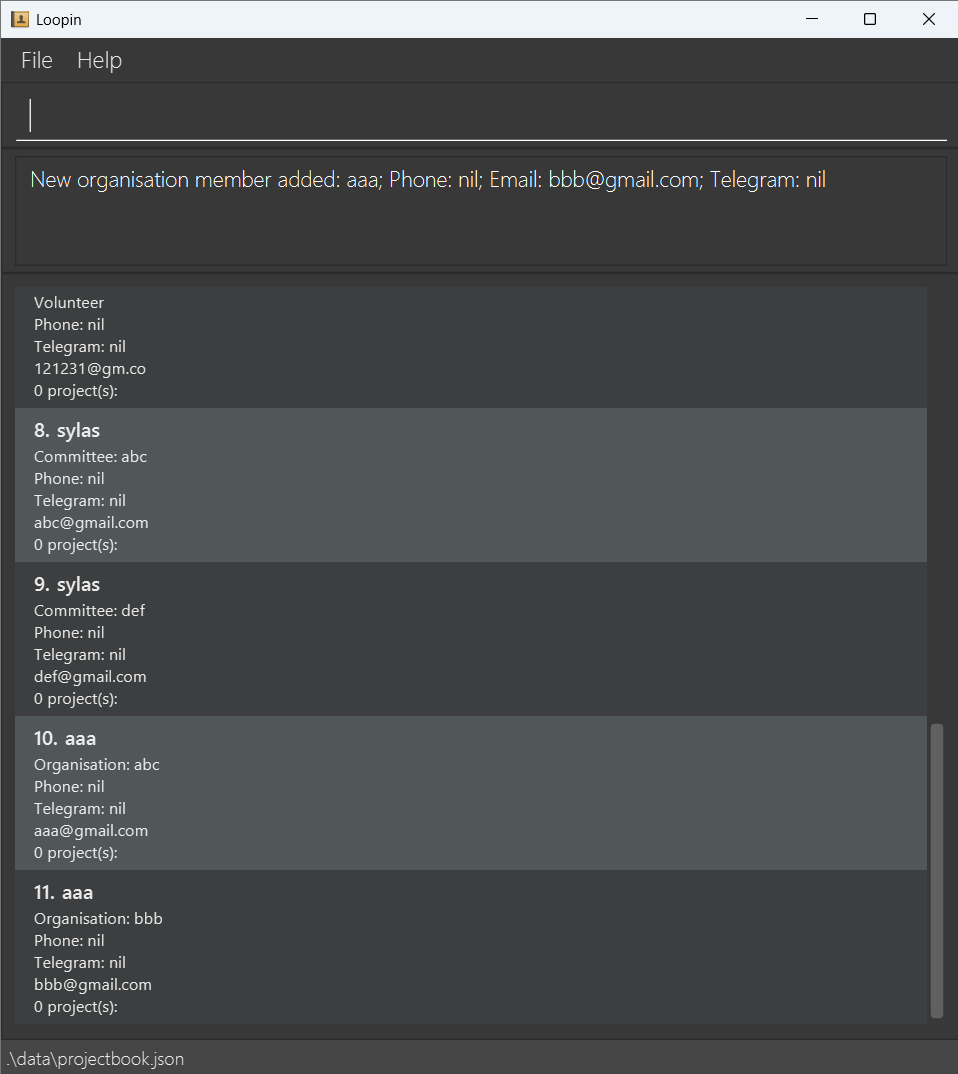 Loopin
File Help
New organisation member added: aaa; Phone: nil; Email: bbb@gmail.com; Telegram: nil
Volunteer
Phone: nil
Telegram: nil
121231@gm.co
0 project(s):
8. sylas
Committee: abc
Phone: nil
Telegram: nil
abc@gmail.com
0 project(s):
9. sylas
Committee: def
Phone: nil
Telegram: nil
def@gmail.com
0 project(s):
10. aaa
Organisation: abc
Phone: nil
Telegram: nil
aaa@gmail.com
0 project(s):
11. aaa
Organisation: bbb
Phone: nil
Telegram: nil
bbb@gmail.com
0 project(s):
.\data\projectbook.json